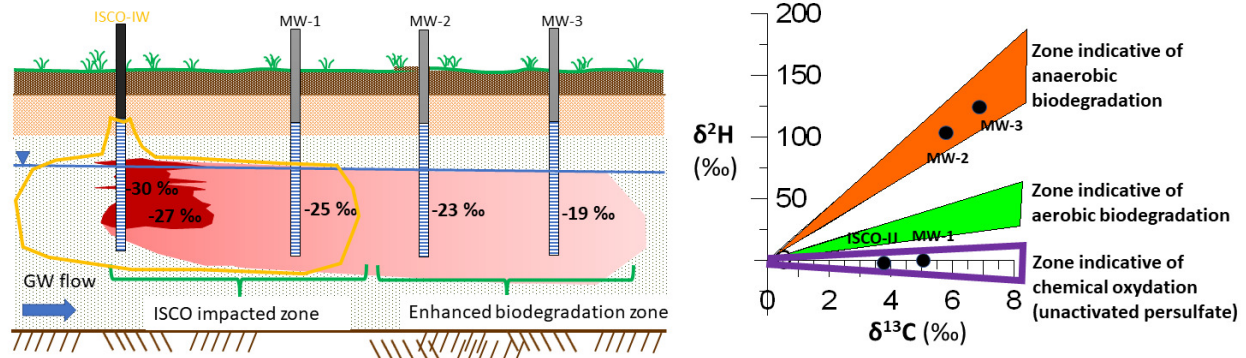 ISCO-IW
MW-1
MW-2
MW-3
-30 ‰
-27 ‰
-25 ‰
-23 ‰
-19 ‰
GW flow
ISCO impacted zone
Enhanced biodegradation zone
200
150
100
50
0
δ²H
(‰)
MW-3
MW-2
ISCO-IJ
MW-1
0
2
4
6
8
δ¹³C (‰)
Zone indicative of
anaerobic
biodegradation
Zone indicative
of aerobic biodegradation
Zone indicative of
chemical oxydation
(unactivated persulfate)